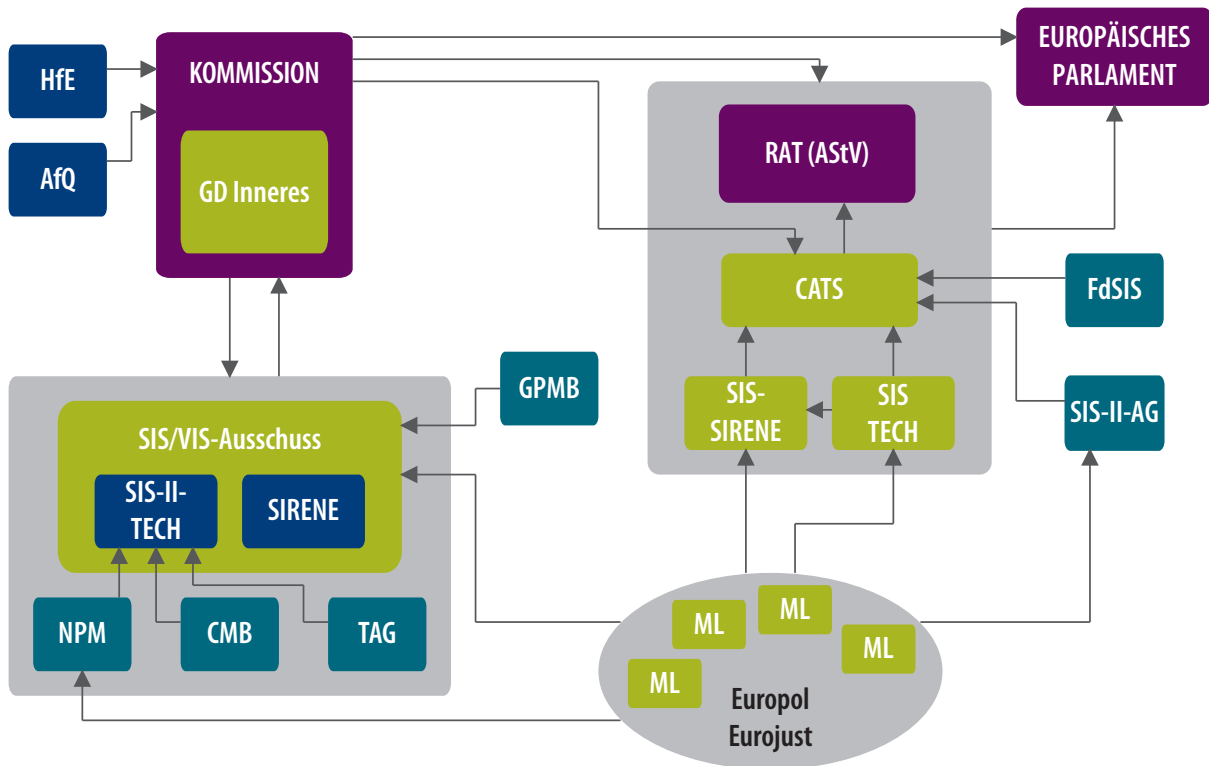 HfE
AfQ
KOMMISSION
GD Inneres
EUROPÄISCHES
PARLAMENT
RAT (AStV)
CATS
FdSIS
SIS-
SIRENE
SIS
TECH
SIS-II-AG
GPMB
SIS/VIS-Ausschuss
SIS-II-
TECH
SIRENE
NPM
CMB
TAG
ML
ML
ML
ML
Europol
Eurojust